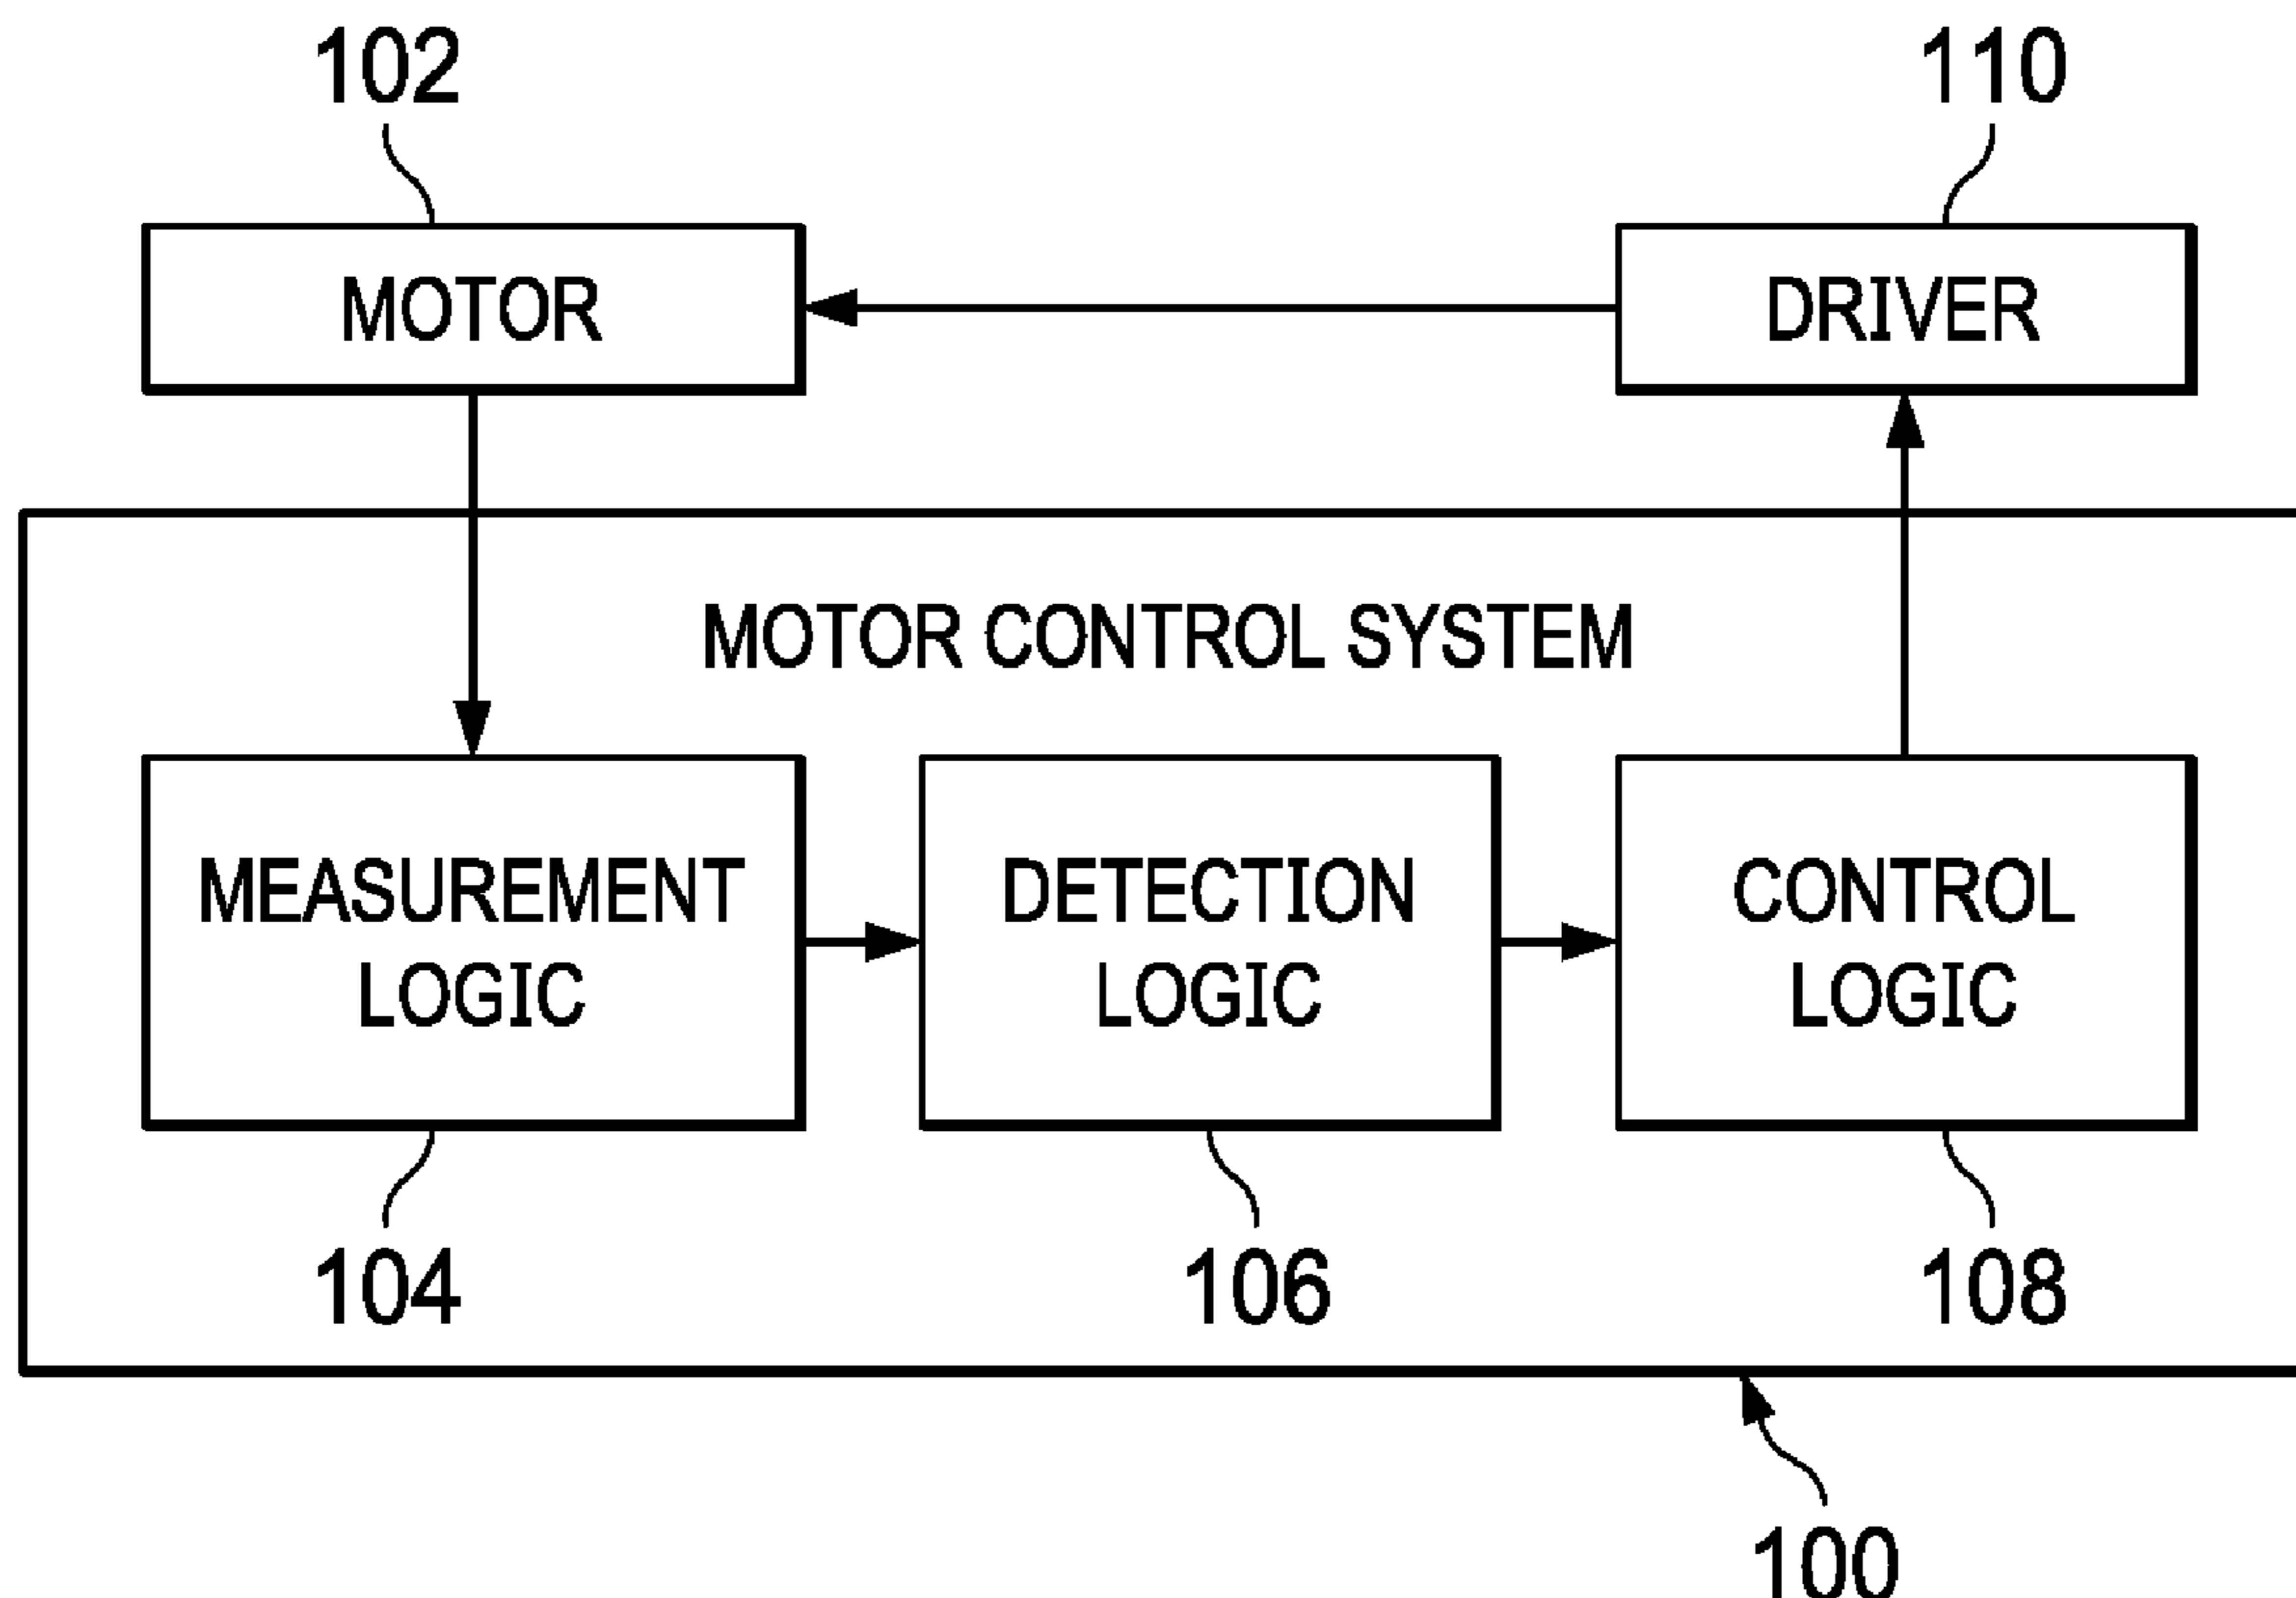 102
110
MOTOR
DRIVER
MOTOR CONTROL SYSTEM
MEASUREMENT
LOGIC
DETECTION
LOGIC
CONTROL
LOGIC
104
106
108
100